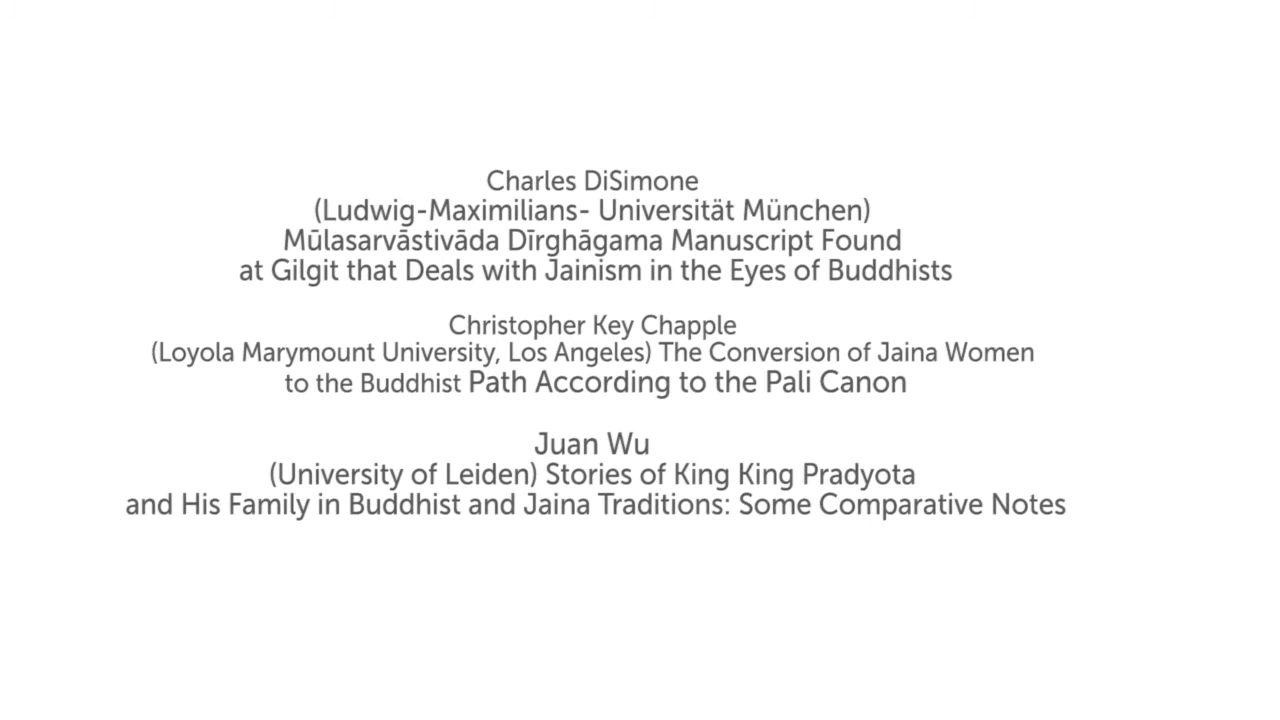 Charles DiSimone
(Ludwig-Maximilians- Universität München)
Mūlasarvāstivāda Dīrghāgama Manuscript Found
at Gilgit that Deals with Jainism in the Eyes of Buddhists
Christopher Key Chapple
(Loyola Marymount University, Los Angeles) The Conversion of Jaina Women
to the Buddhist Path According to the Pali Canon
Juan Wu
(University of Leiden) Stories of King King Pradyota
and His Family in Buddhist and Jaina Traditions: Some Comparative Notes